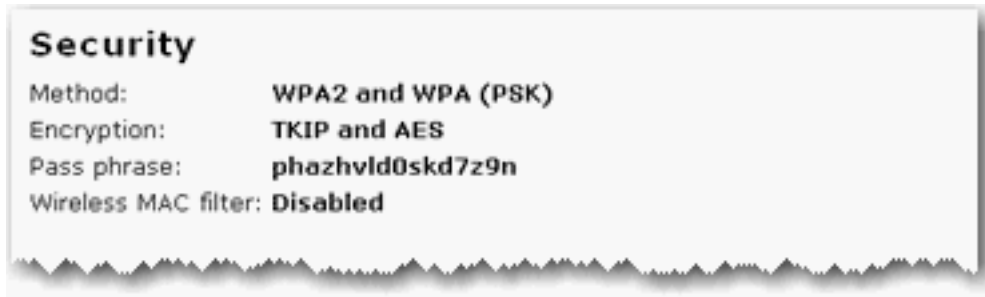 Security
Method: WPA2 and WPA (PSK)
Encryption: TKIP and AES
Pass phrase: phazhvld0skd7z9n
Wireless MAC filter: Disabled